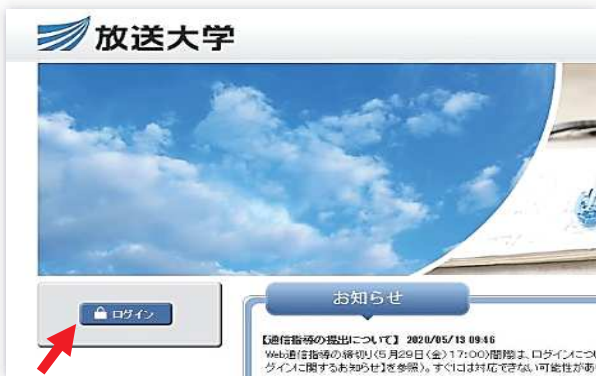 放送大学
ログイン
お知らせ
【通信指導の提出について】 2020/05/13 09:46
Web通信指導の締切り(5月29日(金)17:00)間際は、ログインについ
グインに関するお知らせ】を参照)。すぐには対応できない可能性があ